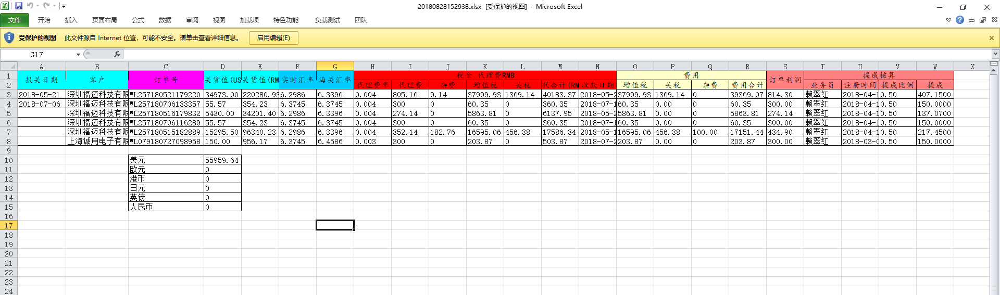 20180828152938.xlsx [受保护的视图] - Microsoft Excel
文件 开始 插入 页面布局 公式 数据 审阅 视图 加载项 特色功能 负载测试 团队
受保护的视图 此文件源自 Internet 位置，可能不安全。请单击查看详细信息。 启用编辑(E)
G17 fx
A B C D E F G H I J K L M N O P Q R S T U V W X
1 报关日期 客户 订单号 关货值(US 关货值(RM 实时汇率 海关汇率 税金 代理费RMB 费用 订单利润 提成核算
2 代理费率 代理费 杂费 增值税 关税 代合计(RM 收款日期 增值税 关税 杂费 费用合计 业务员 注册时间 提成比例 提成
3 2018-05-21 深圳福迈科技有限 WL257180521179220 34973.00 220280.93 6.2986 6.3396 0.004 805.16 9.14 37999.93 1369.14 40183.37 2018-05-2 37999.93 1369.14 0 39369.07 814.30 赖翠红 2018-04-1 0.50 407.1500
4 2018-07-06 深圳福迈科技有限 WL257180706133357 55.57 354.23 6.3745 6.3745 0.004 300 0 60.35 0 360.35 2018-07-1 60.35 0.00 0 60.35 300.00 赖翠红 2018-04-1 0.50 150.0000
5 深圳福迈科技有限 WL257180516179832 5430.00 34201.40 6.2986 6.3396 0.004 274.14 0 5863.81 0 6137.95 2018-05-2 5863.81 0.00 0 5863.81 274.14 赖翠红 2018-04-1 0.50 137.0700
6 深圳福迈科技有限 WL257180706116289 55.57 354.23 6.3745 6.3745 0.004 300 0 60.35 0 360.35 2018-07-1 60.35 0.00 0 60.35 300.00 赖翠红 2018-04-1 0.50 150.0000
7 深圳福迈科技有限 WL257180515182889 15295.50 96340.23 6.2986 6.3396 0.004 352.14 182.76 16595.06 456.38 17586.34 2018-05-1 16595.06 456.38 100.00 17151.44 434.90 赖翠红 2018-04-1 0.50 217.4500
8 上海诚用电子有限 WL079180727098958 150.00 956.17 6.3745 6.4586 0.003 300 0 203.87 0 503.87 2018-07-2 203.87 0.00 0 203.87 300.00 赖翠红 2018-03-0 0.50 150.0000
9
10 美元 55959.64
11 欧元 0
12 港币 0
13 日元 0
14 英镑 0
15 人民币 0
16
17
18
19
20
21
22
23
24